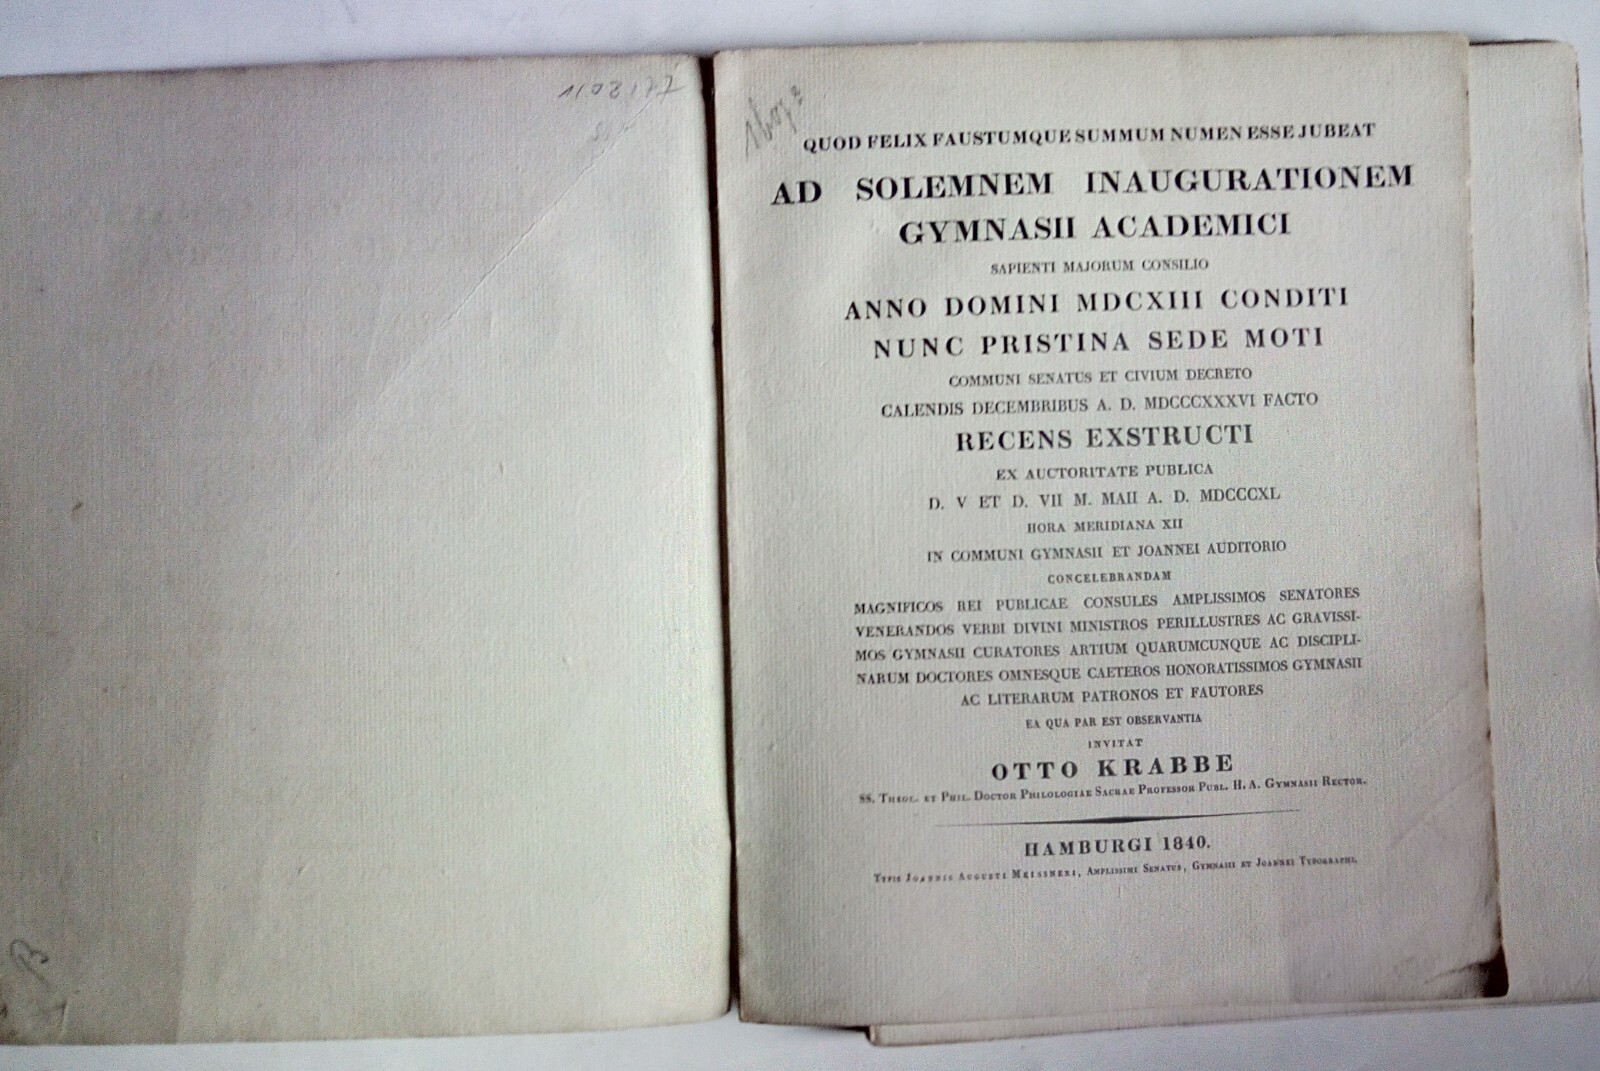 QUOD FELIX FAUSTUMQUE SUMMUM NUMEN ESSE JUBEAT
AD SOLEMNEM INAUGURATIONEM
GYMNASII ACADEMICI
SAPIENTI MAJORUM CONSILIO
ANNO DOMINI MDCXIII CONDITI
NUNC PRISTINA SEDE MOTI
COMMUNI SENATUS ET CIVIUM DECRETO
CALENDIS DECEMBRIBUS A. D. MDCCCXXXVI FACTO
RECENS EXSTRUCTI
EX AUCTORITATE PUBLICA
D. V ET D. VII M. MAII A. D. MDCCCXL
HORA MERIDIANA XII
IN COMMUNI GYMNASII ET JOANNEI AUDITORIO
CONCELEBRANDAM
MAGNIFICOS REI PUBLICAE CONSULES AMPLISSIMOS SENATORES
VENERANDOS VERBI DIVINI MINISTROS PERILLUSTRES AC GRAVISSI-
MOS GYMNASII CURATORES ARTIUM QUARUMCUNQUE AC DISCIPLI-
NARUM DOCTORES OMNESQUE CAETEROS HONORATISSIMOS GYMNASII
AC LITERARUM PATRONOS ET FAUTORES
EA QUA PAR EST OBSERVANTIA
INVITAT
OTTO KRABBE
SS. THEOL. ET PHIL. DOCTOR PHILOLOGIAE SACRAE PROFESSOR PUBL. H. A. GYMNASII RECTOR.
HAMBURGI 1840.
TYPIS JOANNIS AUGUSTI MEISSNERI, AMPLISSIMI SENATUS, GYMNASII ET JOANNEI TYPOGRAPHI.